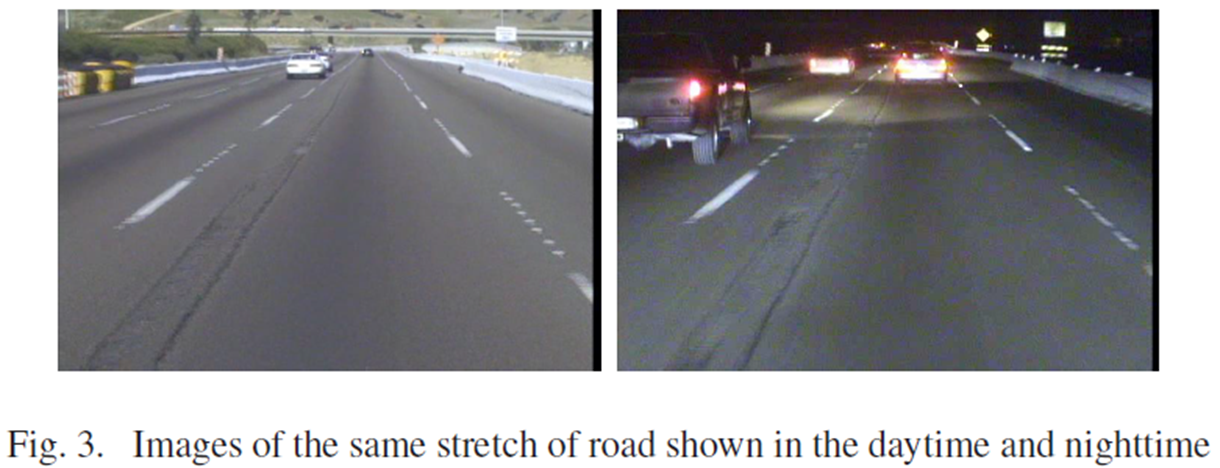 Fig. 3. Images of the same stretch of road shown in the daytime and nighttime